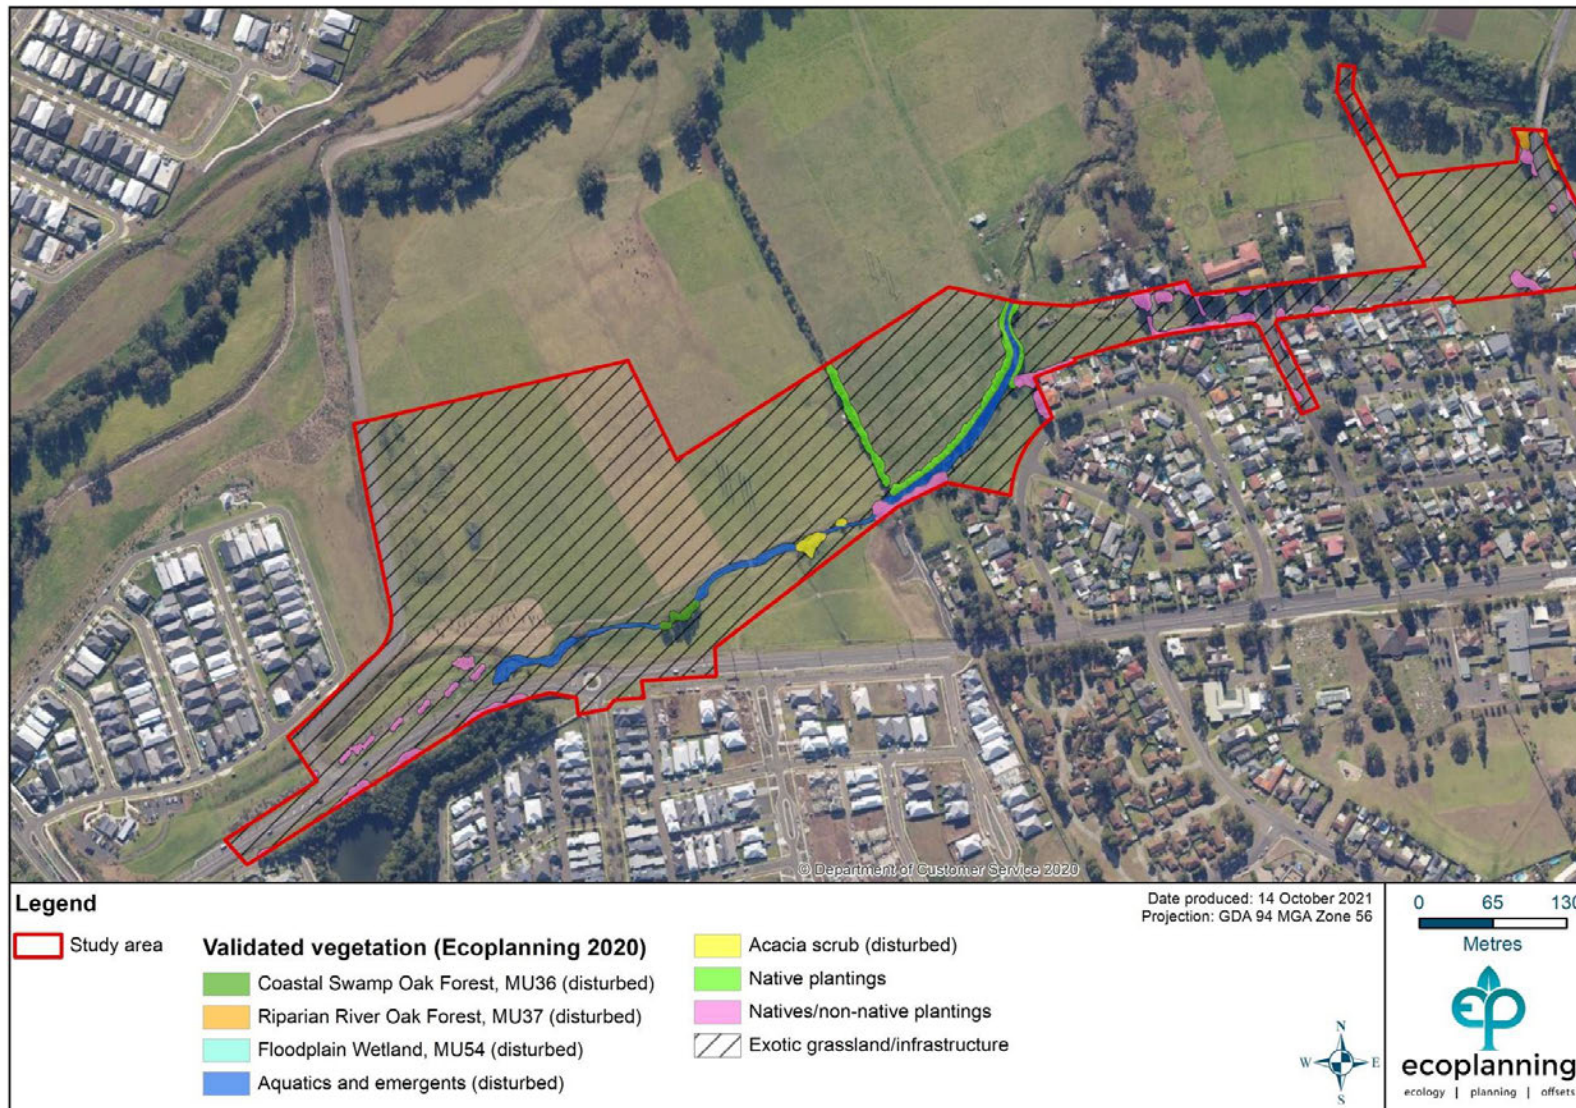 © Department of Customer Service 2020
Legend
Study area
Validated vegetation (Ecoplanning 2020)
Coastal Swamp Oak Forest, MU36 (disturbed)
Riparian River Oak Forest, MU37 (disturbed)
Floodplain Wetland, MU54 (disturbed)
Aquatics and emergents (disturbed)
Acacia scrub (disturbed)
Native plantings
Natives/non-native plantings
Exotic grassland/infrastructure
Date produced: 14 October 2021
Projection: GDA 94 MGA Zone 56
N
W E
S
0 65 130
Metres
ep
ecoplanning
ecology | planning | offsets